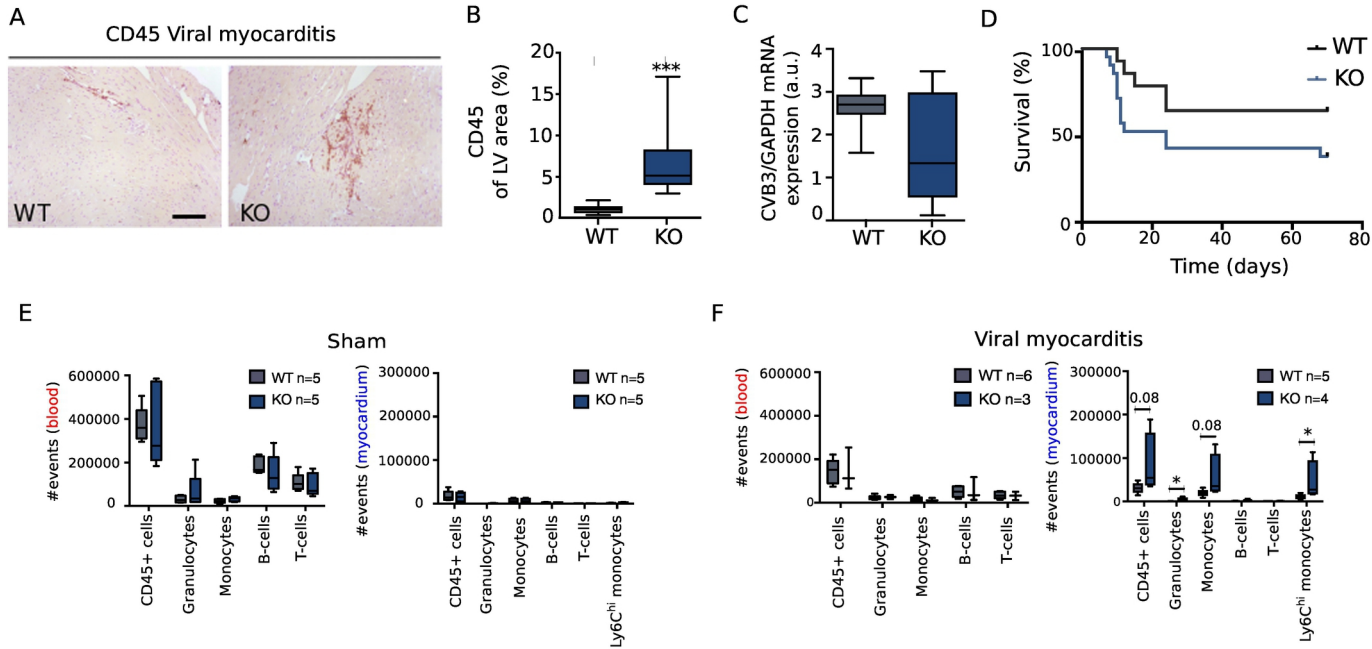 A
CD45 Viral myocarditis
WT
KO
B
CD45
of LV area (%)
20
15
10
5
0
***
WT
KO
C
CVB3/GAPDH mRNA
expression (a.u.)
4
3
2
1
0
WT
KO
D
Survival (%)
100
50
0
WT
KO
0
20
40
60
80
Time (days)
E
Sham
#events (blood)
600000
400000
200000
0
WT n=5
KO n=5
CD45+ cells
Granulocytes
Monocytes
B-cells
T-cells
#events (myocardium)
300000
200000
100000
0
WT n=5
KO n=5
CD45+ cells
Granulocytes
Monocytes
B-cells
T-cells
Ly6Chi monocytes
F
Viral myocarditis
#events (blood)
600000
400000
200000
0
WT n=6
KO n=3
CD45+ cells
Granulocytes
Monocytes
B-cells
T-cells
#events (myocardium)
300000
200000
100000
0
WT n=5
KO n=4
0.08
*
0.08
*
CD45+ cells
Granulocytes
Monocytes
B-cells
T-cells
Ly6Chi monocytes